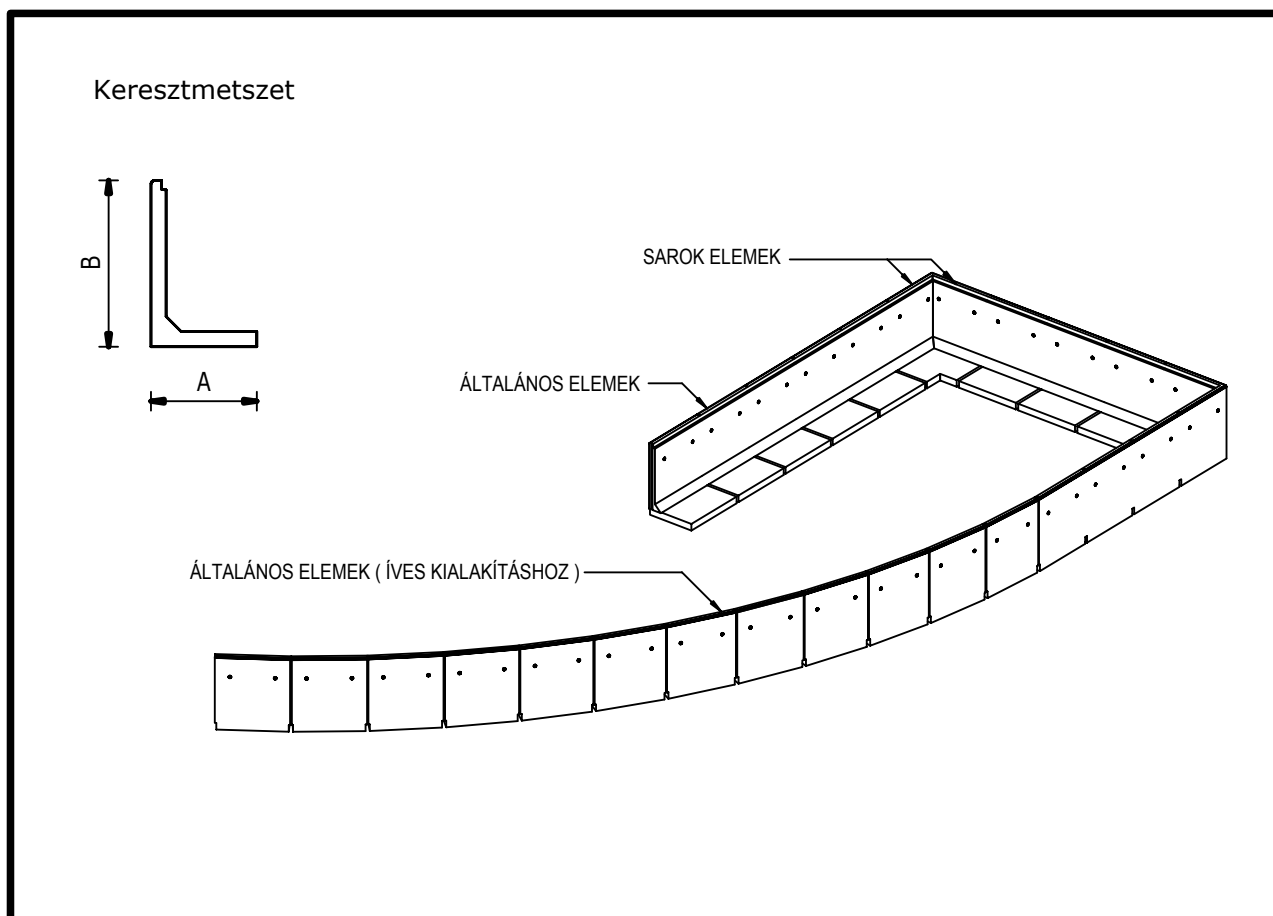 Keresztmetszet
B
A
SAROK ELEMEK
ÁLTALÁNOS ELEMEK
ÁLTALÁNOS ELEMEK ( ÍVES KIALAKÍTÁSHOZ )